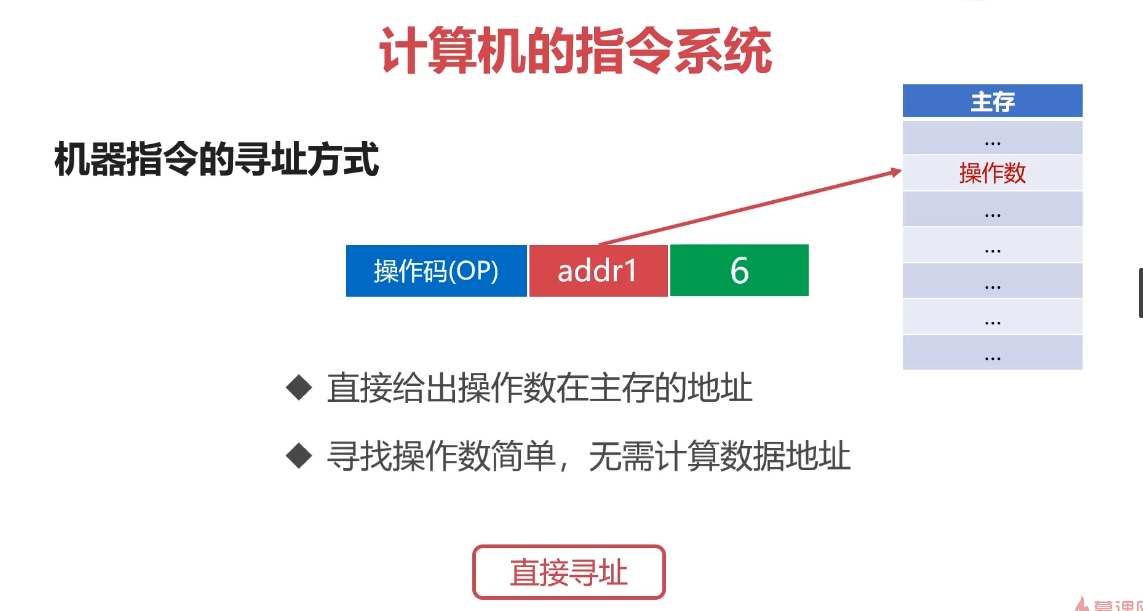 计算机的指令系统
机器指令的寻址方式
主存
...
操作数
...
...
...
...
...
操作码(OP) addr1 6
◆ 直接给出操作数在主存的地址
◆ 寻找操作数简单，无需计算数据地址
直接寻址